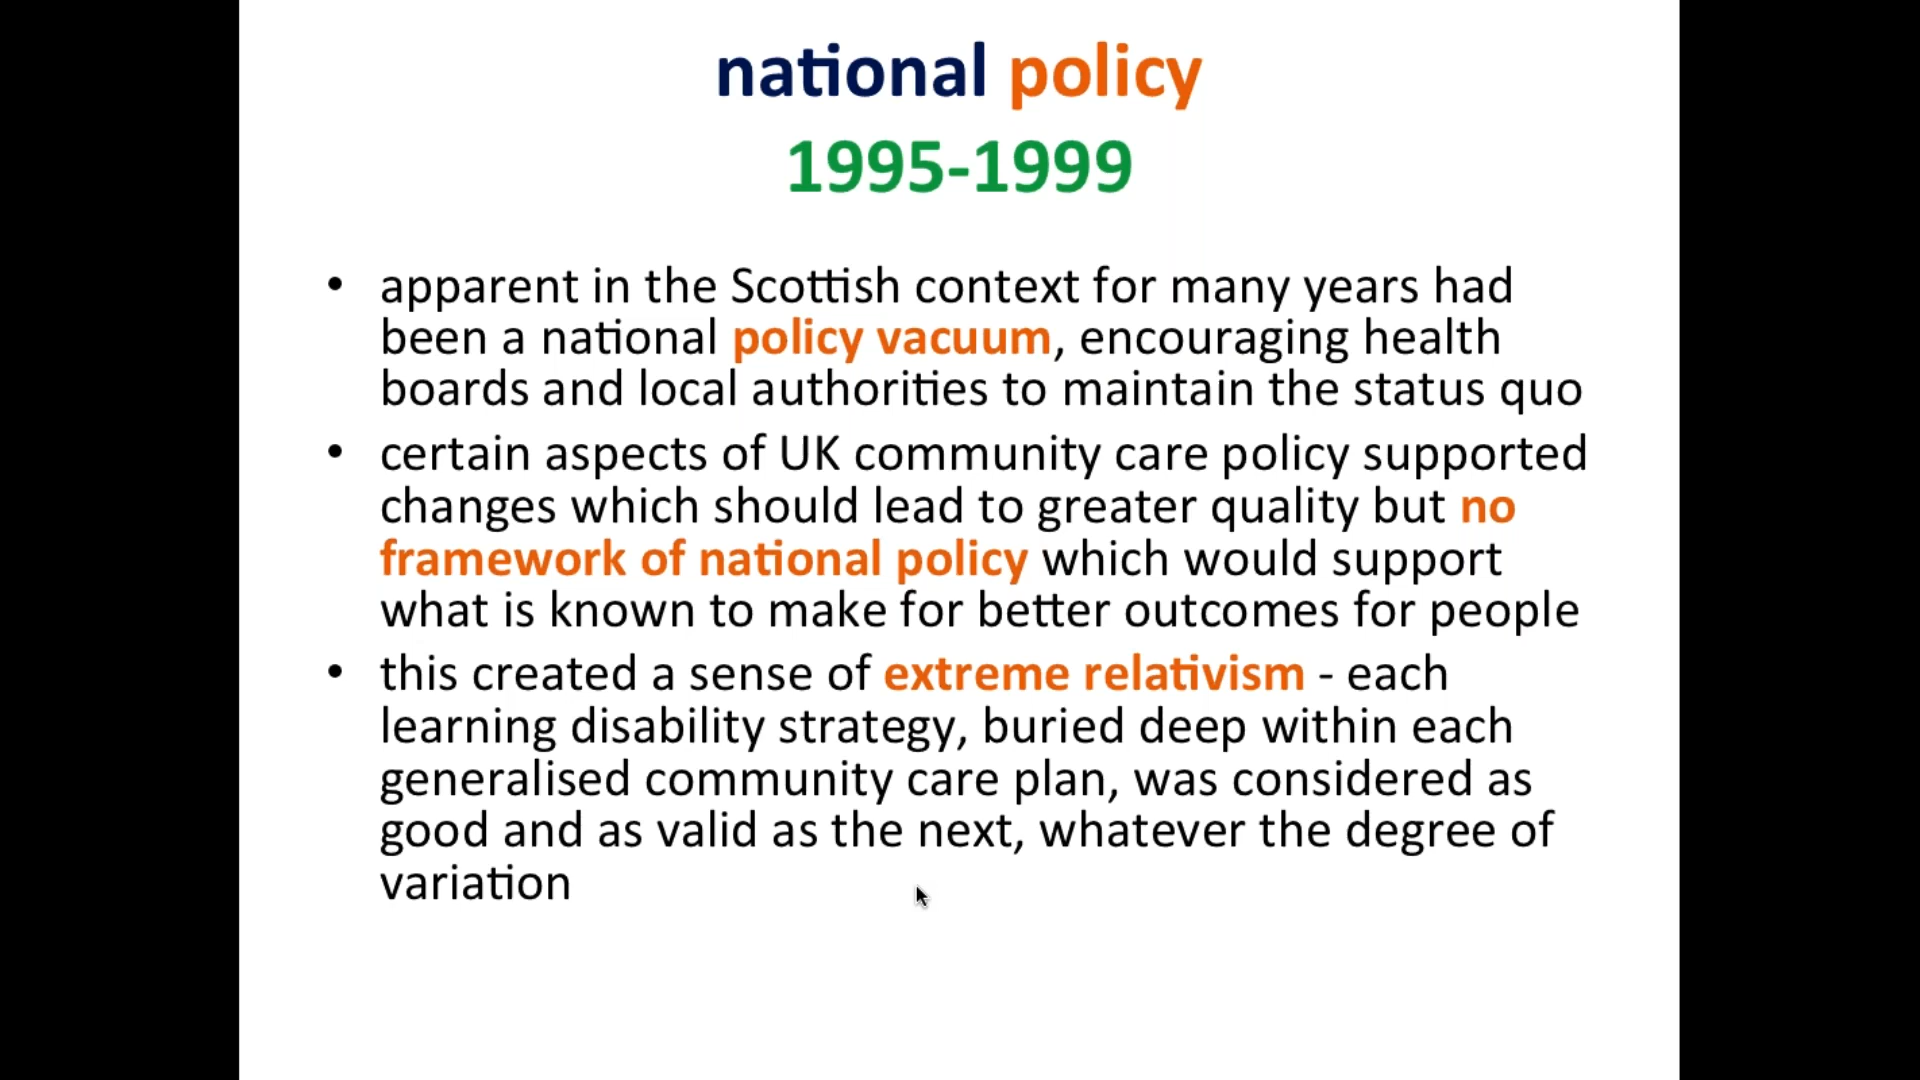 national policy
1995-1999
• apparent in the Scottish context for many years had
been a national policy vacuum, encouraging health
boards and local authorities to maintain the status quo
• certain aspects of UK community care policy supported
changes which should lead to greater quality but no
framework of national policy which would support
what is known to make for better outcomes for people
• this created a sense of extreme relativism - each
learning disability strategy, buried deep within each
generalised community care plan, was considered as
good and as valid as the next, whatever the degree of
variation